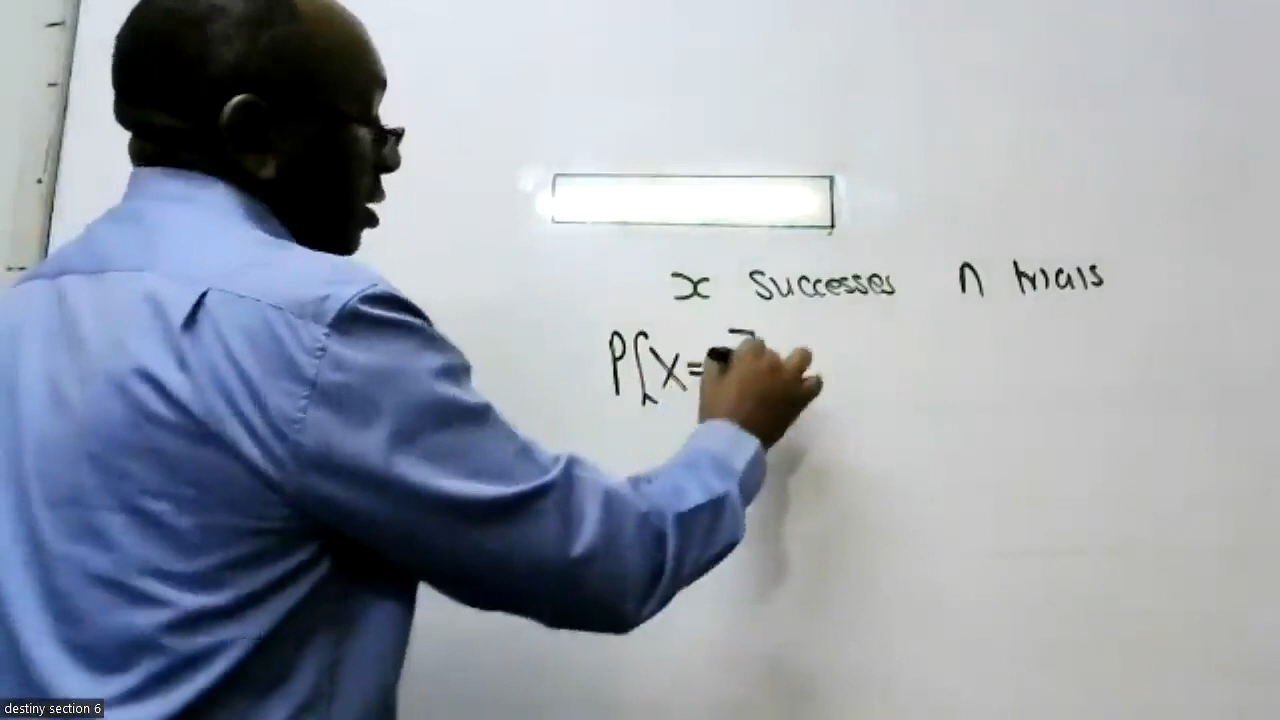 x successes n trials
P[X=
destiny section 6